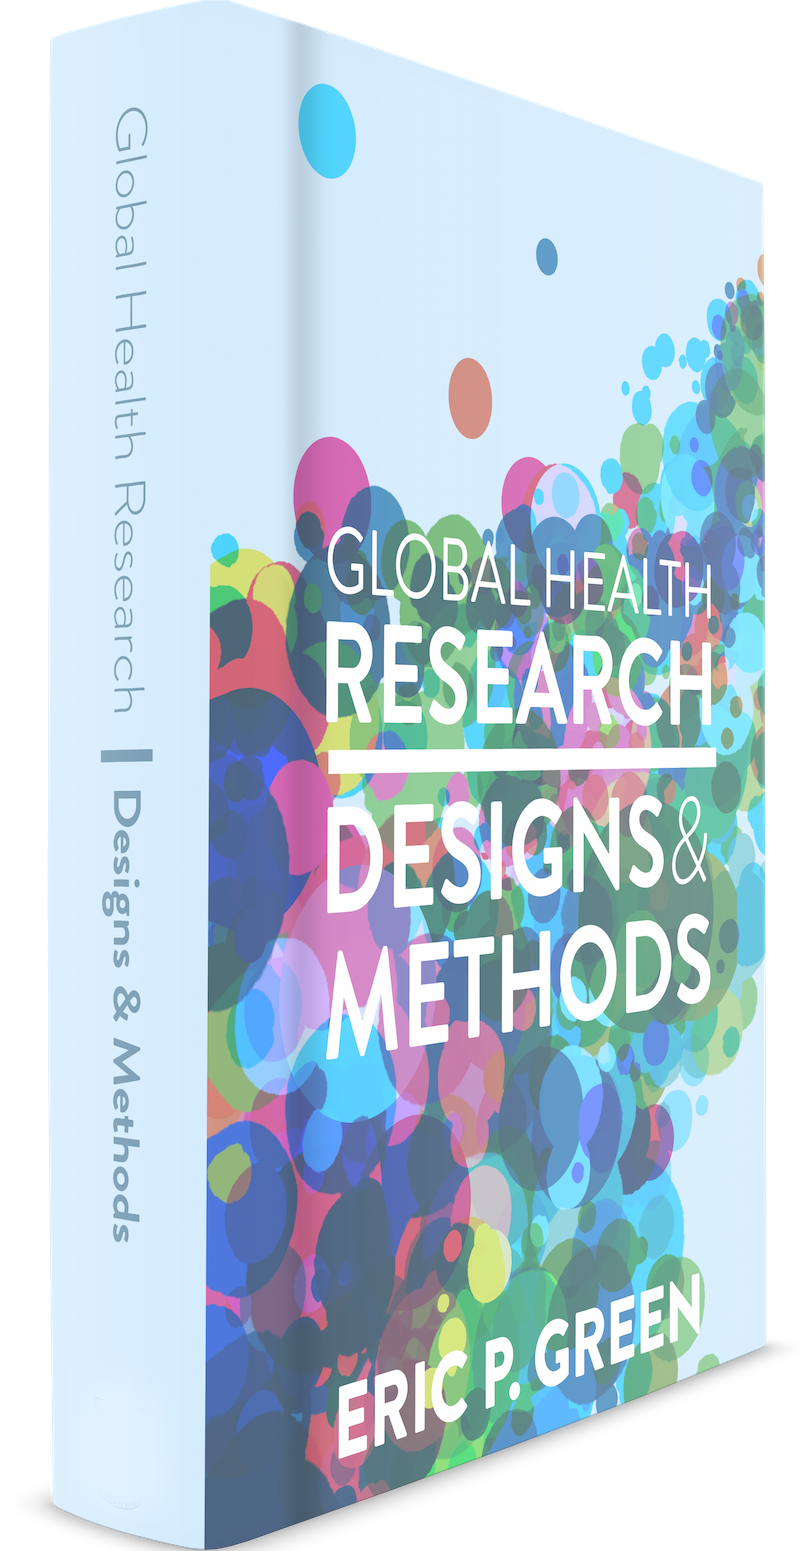 Global Health Research | Designs & Methods
GLOBAL HEALTH
RESEARCH
DESIGNS &
METHODS
ERIC P. GREEN